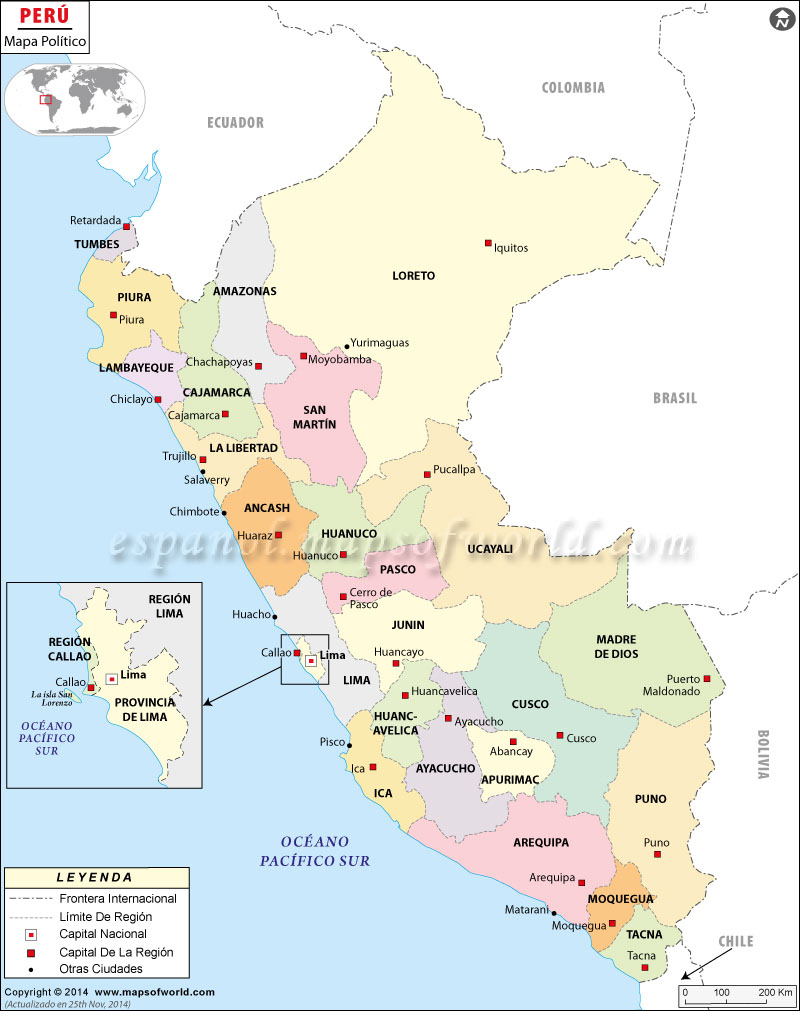 PERÚ
Mapa Político
N
COLOMBIA
ECUADOR
Retardada
TUMBES
Iquitos
LORETO
AMAZONAS
PIURA
Piura
Yurimaguas
Moyobamba
Chachapoyas
LAMBAYEQUE
CAJAMARCA
Chiclayo
Cajamarca
BRASIL
SAN
MARTÍN
LA LIBERTAD
Trujillo
Salaverry
Pucallpa
ANCASH
Chimbote
Huaraz
HUANUCO
Huanuco
UCAYALI
espanol.mapsofworld.com
PASCO
Cerro de
Pasco
Huacho
JUNIN
MADRE
DE DIOS
Callao
Lima
Huancayo
LIMA
Puerto
Maldonado
Huancavelica
CUSCO
HUANC-
AVELICA
Ayacucho
Cusco
Abancay
Pisco
Ica
AYACUCHO
APURIMAC
ICA
PUNO
BOLIVIA
OCÉANO
PACÍFICO SUR
AREQUIPA
Puno
Arequipa
MOQUEGUA
Matarani
Moquegua
TACNA
Tacna
CHILE
REGIÓN
LIMA
REGIÓN
CALLAO
Lima
Callao
La isla San
Lorenzo
PROVINCIA
DE LIMA
OCÉANO
PACÍFICO
SUR
LEYENDA
Frontera Internacional
Límite De Región
Capital Nacional
Capital De La Región
Otras Ciudades
Copyright © 2014 www.mapsofworld.com
(Actualizado en 25th Nov, 2014)
0 100 200 Km